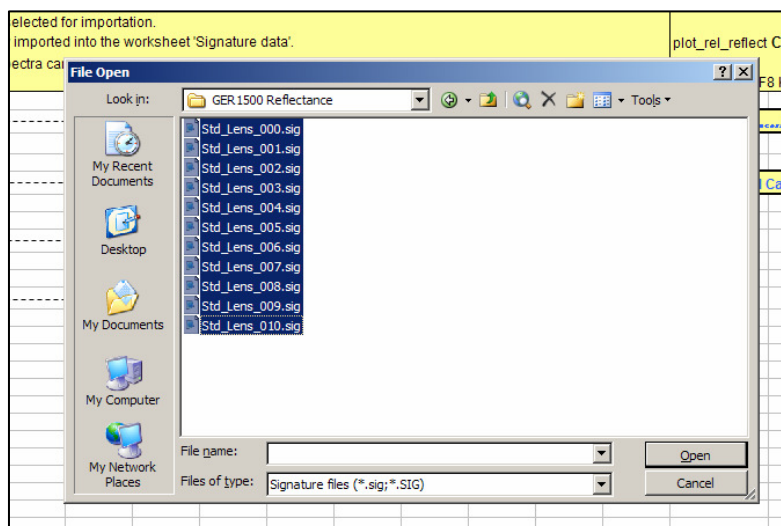 elected for importation.
imported into the worksheet 'Signature data'.
plot_rel_reflect C
ectra ca
F8
File Open
Look in:
GER1500 Reflectance
Tools
My Recent
Documents
Desktop
My Documents
My Computer
My Network
Places
Std_Lens_000.sig
Std_Lens_001.sig
Std_Lens_002.sig
Std_Lens_003.sig
Std_Lens_004.sig
Std_Lens_005.sig
Std_Lens_006.sig
Std_Lens_007.sig
Std_Lens_008.sig
Std_Lens_009.sig
Std_Lens_010.sig
File name:
Open
Files of type:
Signature files (*.sig;*.SIG)
Cancel
Ca